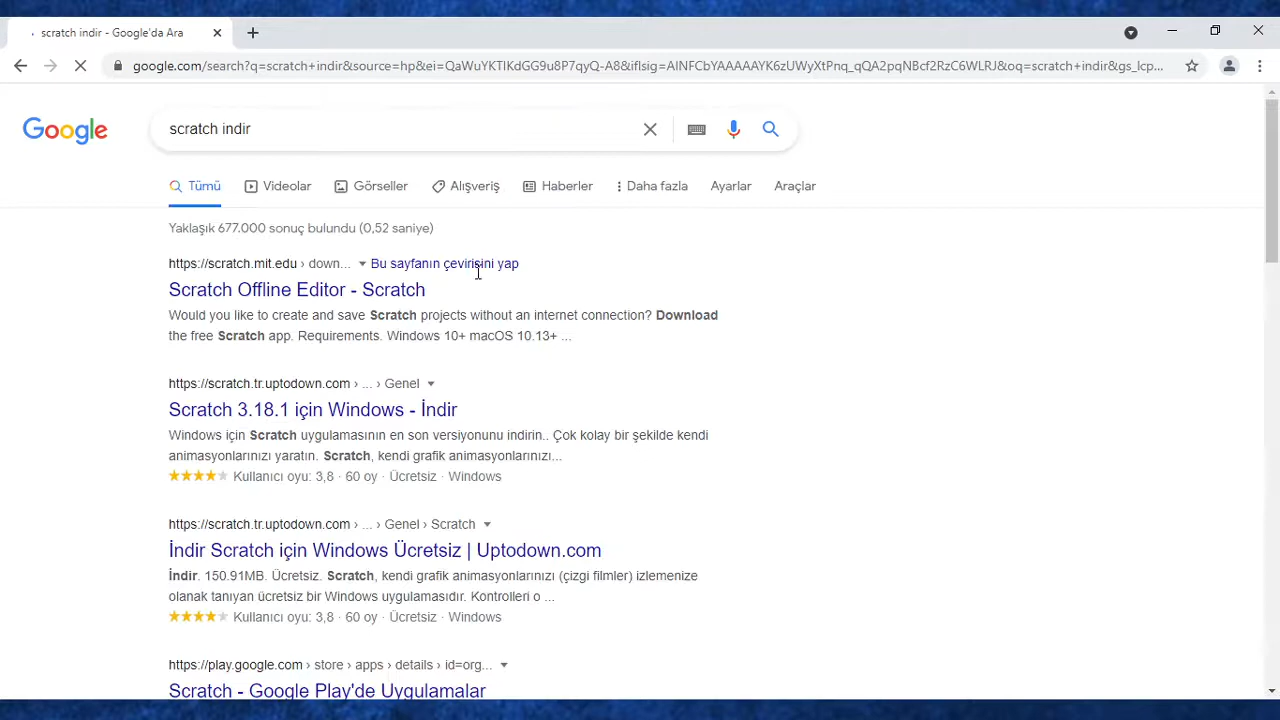 scratch indir - Google'da Ara
google.com/search?q=scratch+indir&source=hp&ei=QaWuYKTIKdGG9u8P7qyQ-A8&iflsig=AINFCbYAAAAAYK6zUWyXtPnq_qQA2pqNBcf2RzC6WLRJ&oq=scratch+indir&gs_lcp...
Google
scratch indir
Tümü Videolar Görseller Alışveriş Haberler Daha fazla Ayarlar Araçlar
Yaklaşık 677.000 sonuç bulundu (0,52 saniye)
https://scratch.mit.edu › down... Bu sayfanın çevirisini yap
Scratch Offline Editor - Scratch
Would you like to create and save Scratch projects without an internet connection? Download
the free Scratch app. Requirements. Windows 10+ macOS 10.13+ ...
https://scratch.tr.uptodown.com › ... › Genel
Scratch 3.18.1 için Windows - İndir
Windows için Scratch uygulamasının en son versiyonunu indirin.. Çok kolay bir şekilde kendi
animasyonlarınızı yaratın. Scratch, kendi grafik animasyonlarınızı...
Kullanıcı oyu: 3,8 · 60 oy · Ücretsiz · Windows
https://scratch.tr.uptodown.com › ... › Genel › Scratch
İndir Scratch için Windows Ücretsiz | Uptodown.com
İndir. 150.91MB. Ücretsiz. Scratch, kendi grafik animasyonlarınızı (çizgi filmler) izlemenize
olanak tanıyan ücretsiz bir Windows uygulamasıdır. Kontrolleri o ...
Kullanıcı oyu: 3,8 · 60 oy · Ücretsiz · Windows
https://play.google.com › store › apps › details › id=org...
Scratch - Google Play'de Uygulamalar